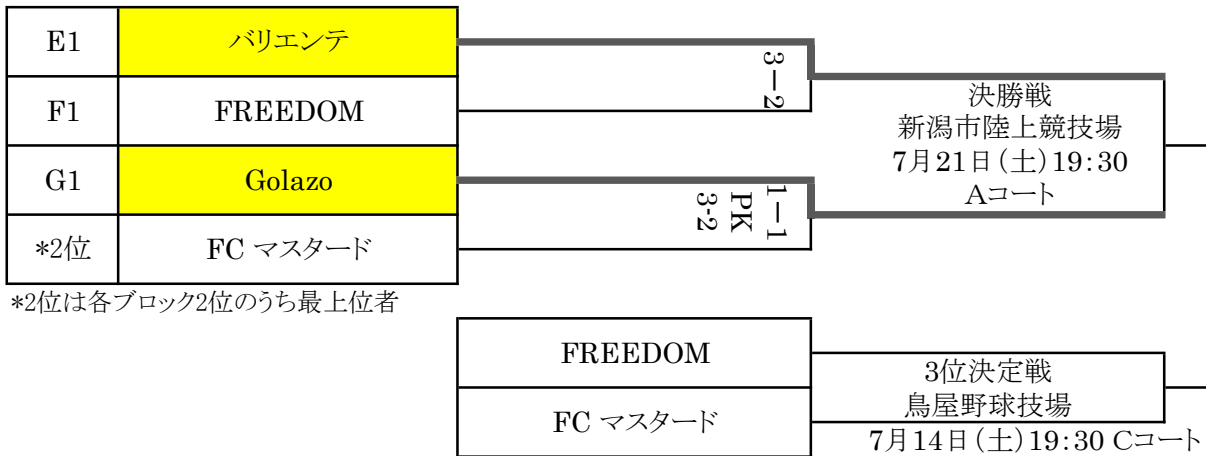 E1 バリエンテ
3－2
F1 FREEDOM
決勝戦
新潟市陸上競技場
7月21日（土）19：30
Aコート
G1 Golazo
1－1
PK
3-2
*2位 FC マスタード
*2位は各ブロック2位のうち最上位者
FREEDOM
FC マスタード
3位決定戦
鳥屋野球技場
7月14日（土）19：30 Cコート